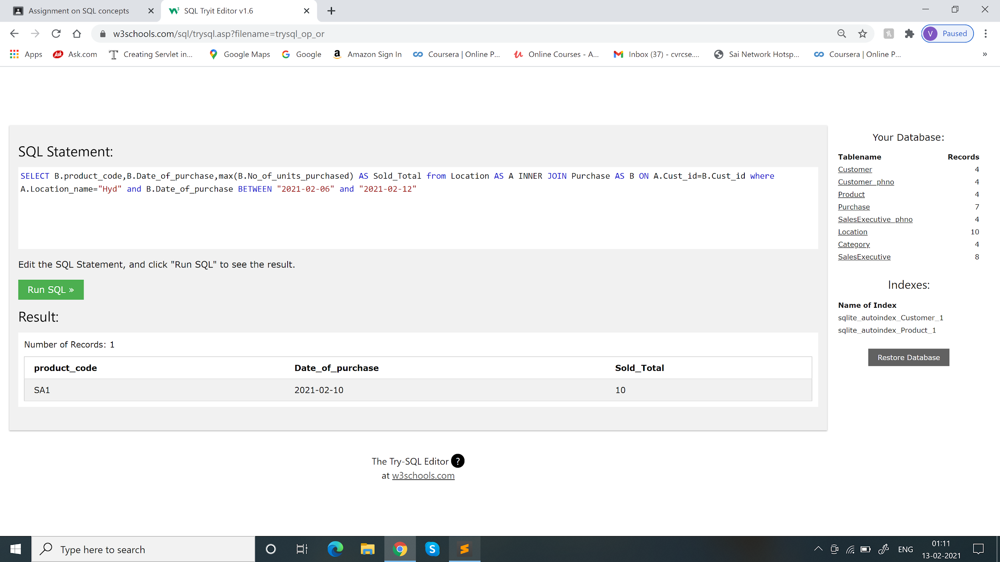 Assignment on SQL concepts
SQL Tryit Editor v1.6
w3schools.com/sql/trysql.asp?filename=trysql_op_or
V Paused
Apps
Ask Ask.com
Creating Servlet in...
Google Maps
Google
Amazon Sign In
Coursera | Online P...
Online Courses - A...
Inbox (37) - cvrcse....
Sai Network Hotsp...
Coursera | Online P...
»
SQL Statement:
SELECT B.product_code,B.Date_of_purchase,max(B.No_of_units_purchased) AS Sold_Total from Location AS A INNER JOIN Purchase AS B ON A.Cust_id=B.Cust_id where
A.Location_name="Hyd" and B.Date_of_purchase BETWEEN "2021-02-06" and "2021-02-12"
Edit the SQL Statement, and click "Run SQL" to see the result.
Run SQL »
Result:
Number of Records: 1
product_code Date_of_purchase Sold_Total
SA1 2021-02-10 10
Your Database:
Tablename Records
Customer 4
Customer_phno 4
Product 4
Purchase 7
SalesExecutive_phno 4
Location 10
Category 4
SalesExecutive 8
Indexes:
Name of Index
sqlite_autoindex_Customer_1
sqlite_autoindex_Product_1
Restore Database
The Try-SQL Editor ?
at w3schools.com
Type here to search
ENG
01:11
13-02-2021